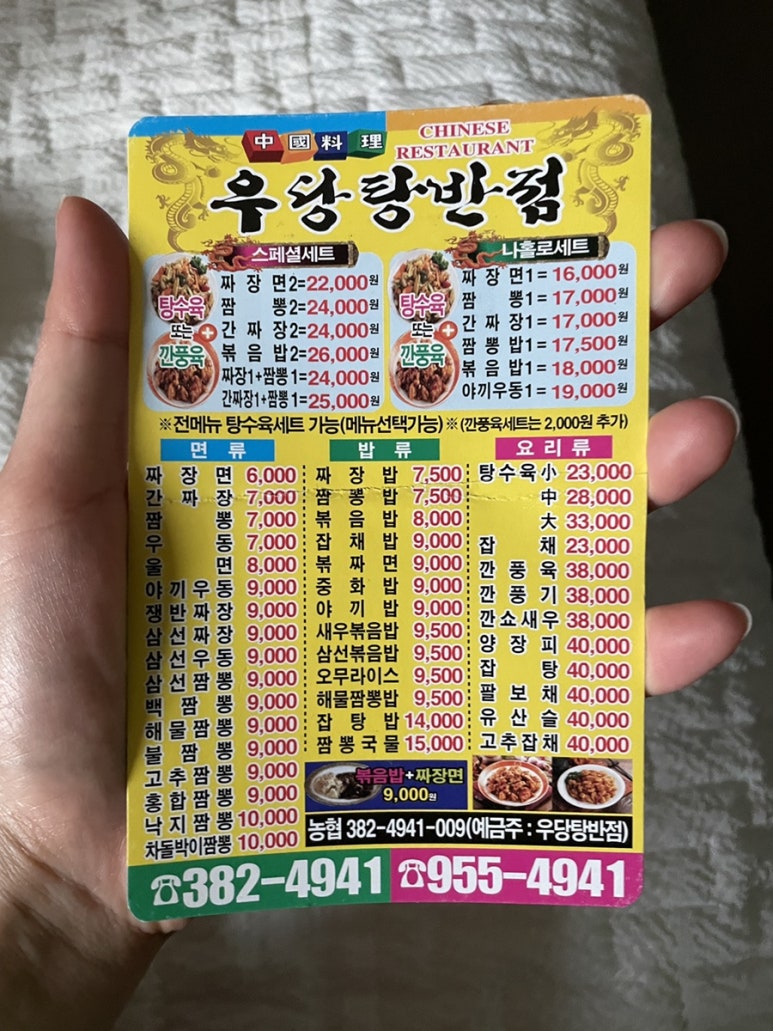 中國料理
CHINESE
RESTAURANT
우당탕반점
스페셜세트
탕수육
또는
깐풍육
+
짜장면2=22,000원
짬뽕2=24,000원
간짜장2=24,000원
볶음밥2=26,000원
짜장1+짬뽕1=24,000원
간짜장1+짬뽕1=25,000원
나홀로세트
탕수육
또는
깐풍육
+
짜장면1=16,000원
짬뽕1=17,000원
간짜장1=17,000원
짬뽕밥1=17,500원
볶음밥1=18,000원
야끼우동1=19,000원
※전메뉴 탕수육세트 가능(메뉴선택가능)※(깐풍육세트는 2,000원 추가)
면류
짜장면 6,000
간짜장 7,000
짬뽕 7,000
우동 7,000
울면 9,000
야끼우동 9,000
쟁반짜장 9,000
삼선짜장 9,000
삼선우동 9,000
삼선짬뽕 9,000
백짬뽕 9,000
해물짬뽕 9,000
불짬뽕 9,000
고추짬뽕 9,000
홍합짬뽕 9,000
낙지짬뽕 10,000
차돌박이짬뽕 10,000
밥류
짜장밥 7,500
짬뽕밥 7,500
볶음밥 8,000
잡채밥 9,000
볶짜면 9,000
중화밥 9,000
야끼밥 9,000
새우볶음밥 9,500
삼선볶음밥 9,500
오무라이스 9,500
해물짬뽕밥 9,500
잡탕밥 14,000
짬뽕국물 15,000
요리류
탕수육小 23,000
中 28,000
大 33,000
잡채 23,000
깐풍육 38,000
깐풍기 38,000
깐쇼새우 38,000
양장피 40,000
잡탕 40,000
팔보채 40,000
유산슬 40,000
고추잡채 40,000
볶음밥+짜장면
9,000원
농협 382-4941-009(예금주 : 우당탕반점)
☎382-4941 ☎955-4941